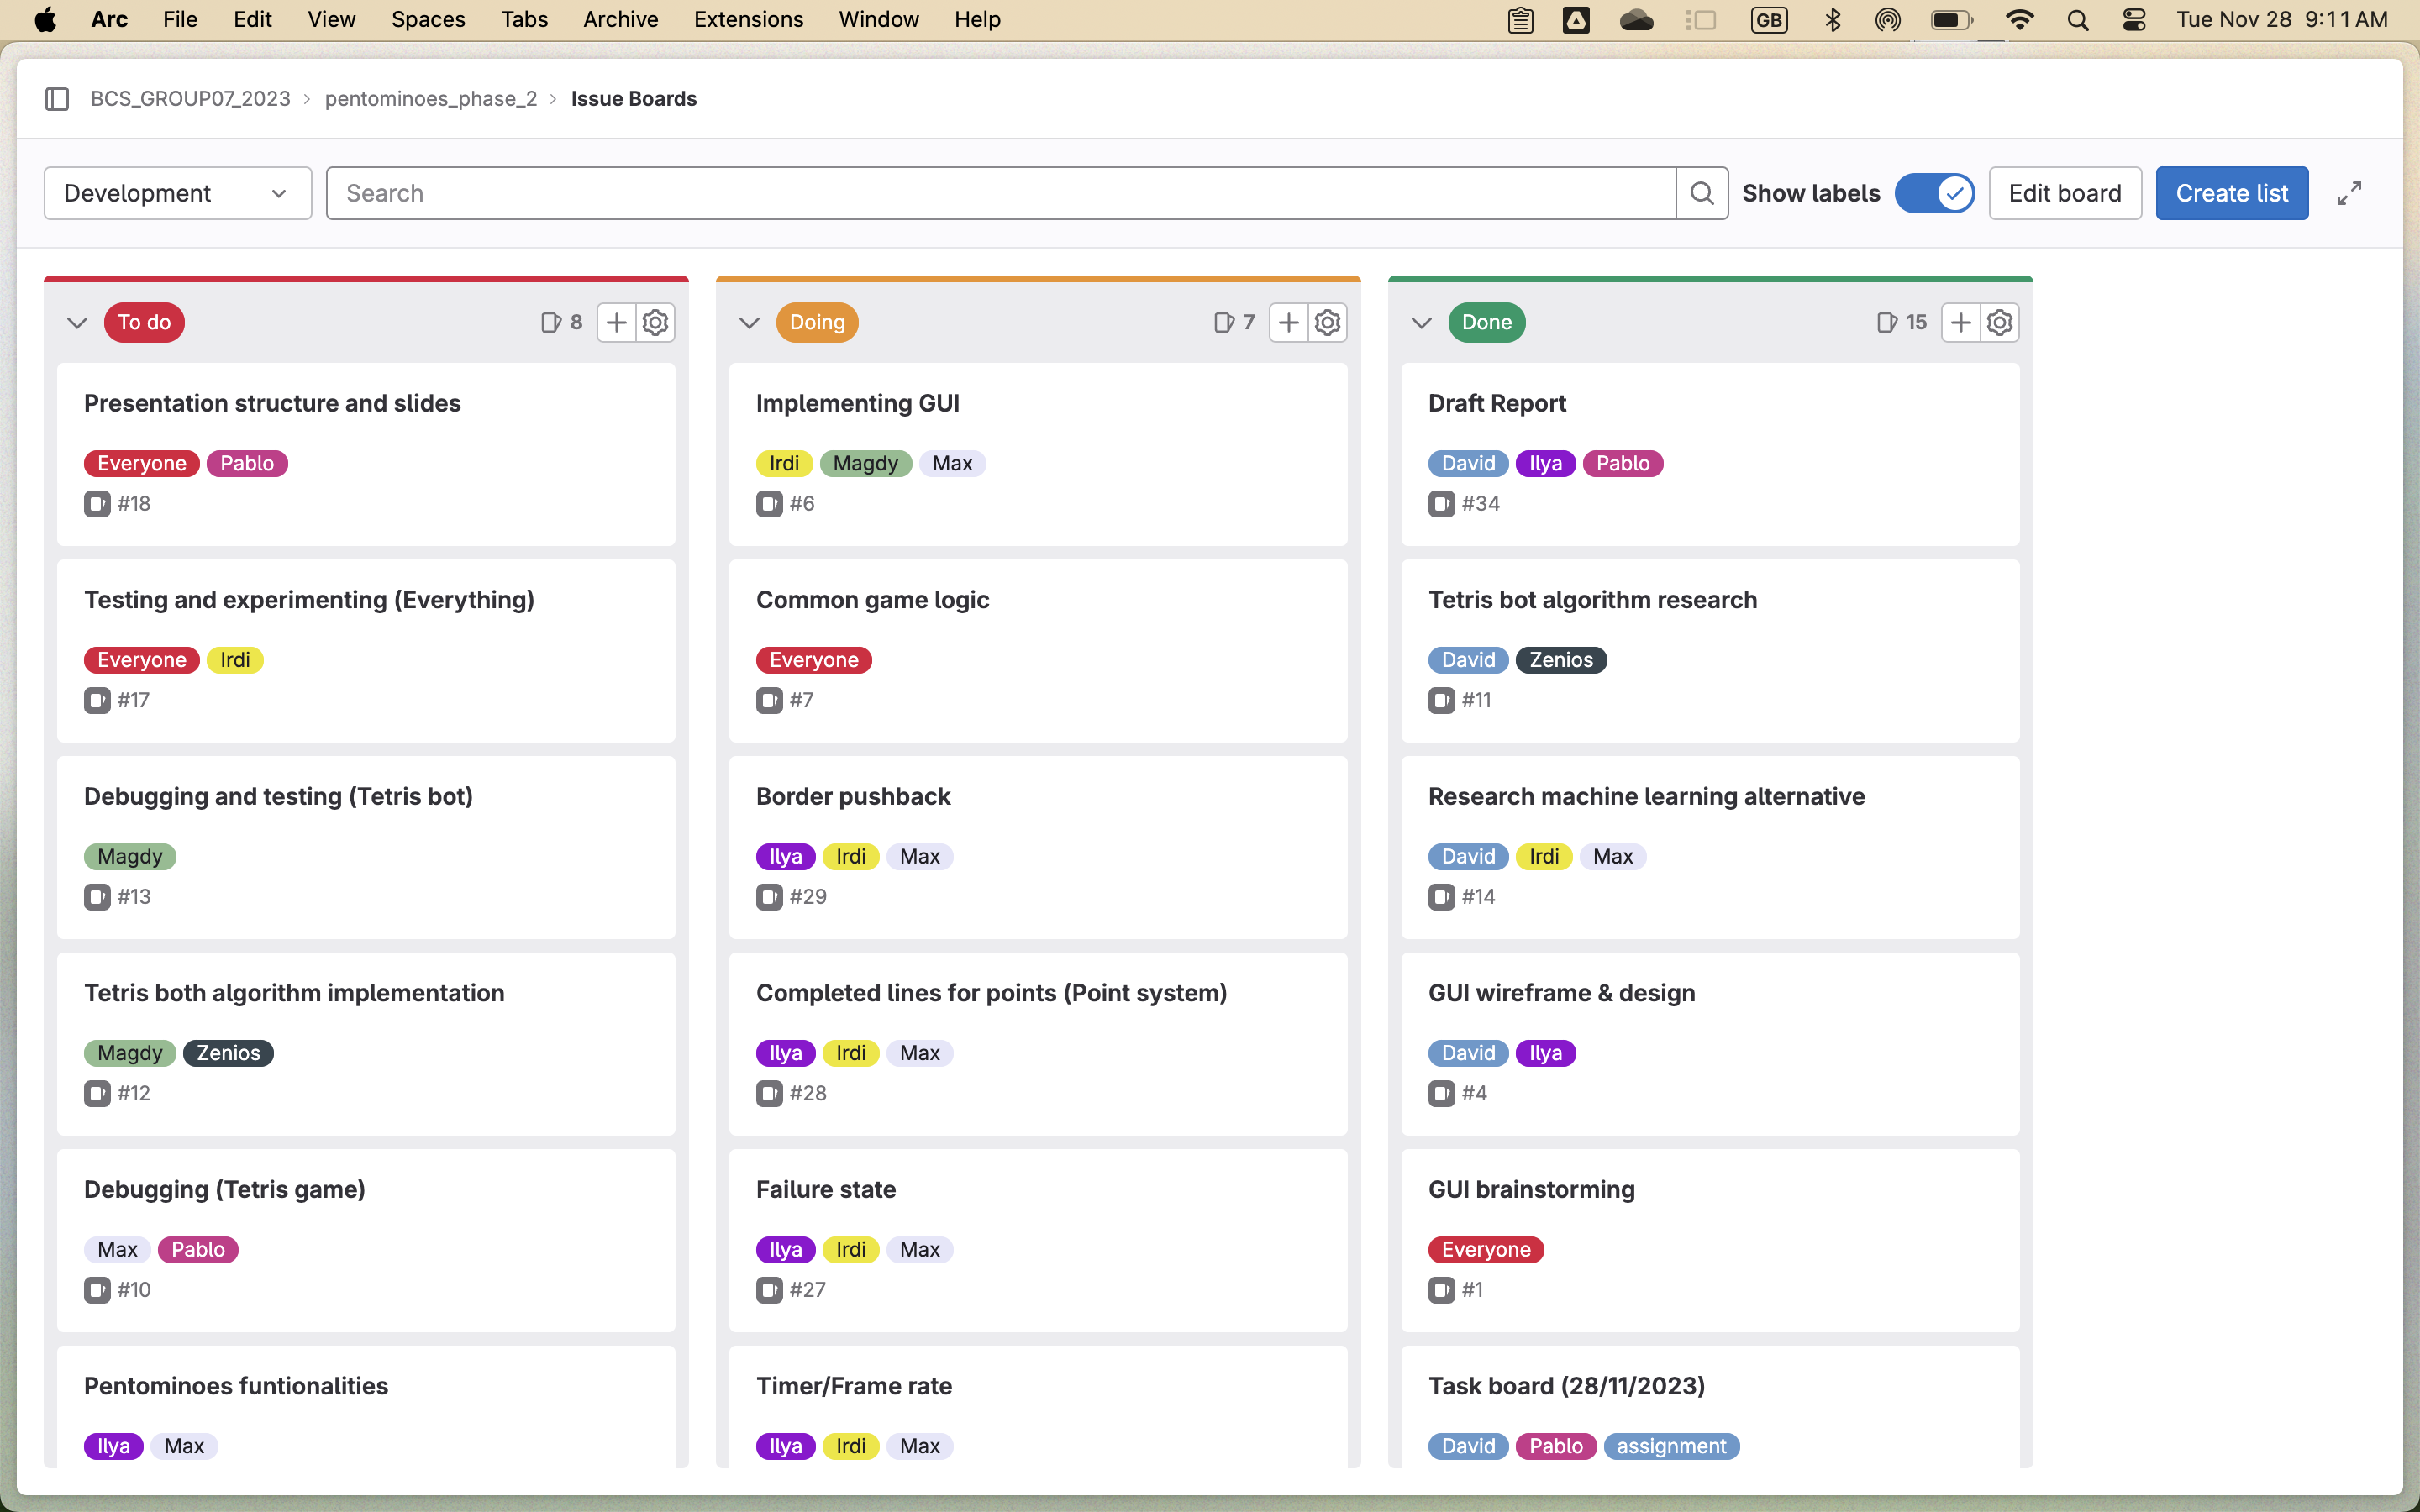 Arc File Edit View Spaces Tabs Archive Extensions Window Help GB Tue Nov 28 9:11 AM
BCS_GROUP07_2023 › pentominoes_phase_2 › Issue Boards
Development Search Show labels Edit board Create list
To do 8
Presentation structure and slides
Everyone Pablo
#18
Testing and experimenting (Everything)
Everyone Irdi
#17
Debugging and testing (Tetris bot)
Magdy
#13
Tetris both algorithm implementation
Magdy Zenios
#12
Debugging (Tetris game)
Max Pablo
#10
Pentominoes funtionalities
Ilya Max
Doing 7
Implementing GUI
Irdi Magdy Max
#6
Common game logic
Everyone
#7
Border pushback
Ilya Irdi Max
#29
Completed lines for points (Point system)
Ilya Irdi Max
#28
Failure state
Ilya Irdi Max
#27
Timer/Frame rate
Ilya Irdi Max
Done 15
Draft Report
David Ilya Pablo
#34
Tetris bot algorithm research
David Zenios
#11
Research machine learning alternative
David Irdi Max
#14
GUI wireframe & design
David Ilya
#4
GUI brainstorming
Everyone
#1
Task board (28/11/2023)
David Pablo assignment